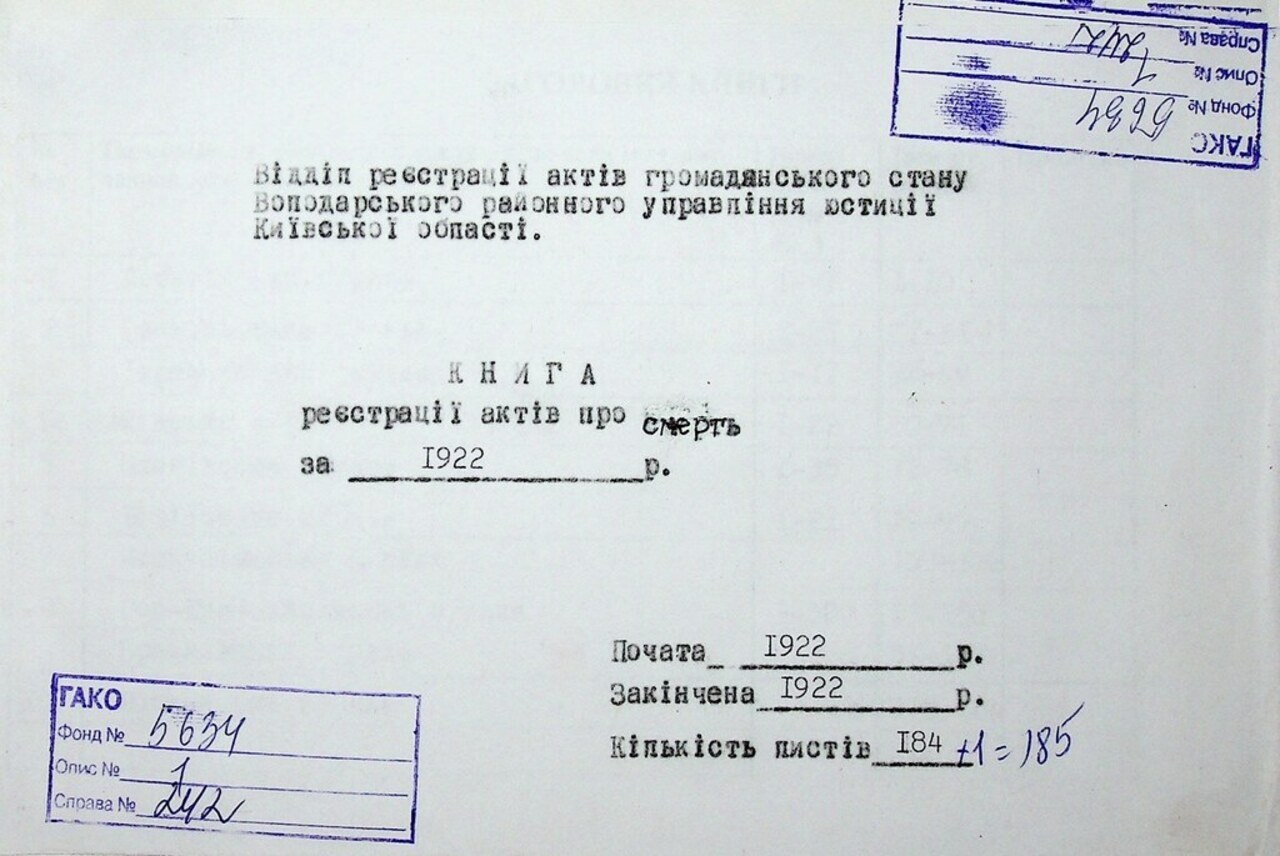 ГАКО
Фонд № 5634
Опис № 1
Справа № 242
Відділ реєстрації актів громадянського стану
Володарського районного управління юстиції
Київської області.
КНИГА
реєстрації актів про смерть
за 1922 р.
Почата 1922 р.
Закінчена 1922 р.
Кількість листів 184 +1 = 185
ГАКО
Фонд № 5634
Опис № 1
Справа № 242